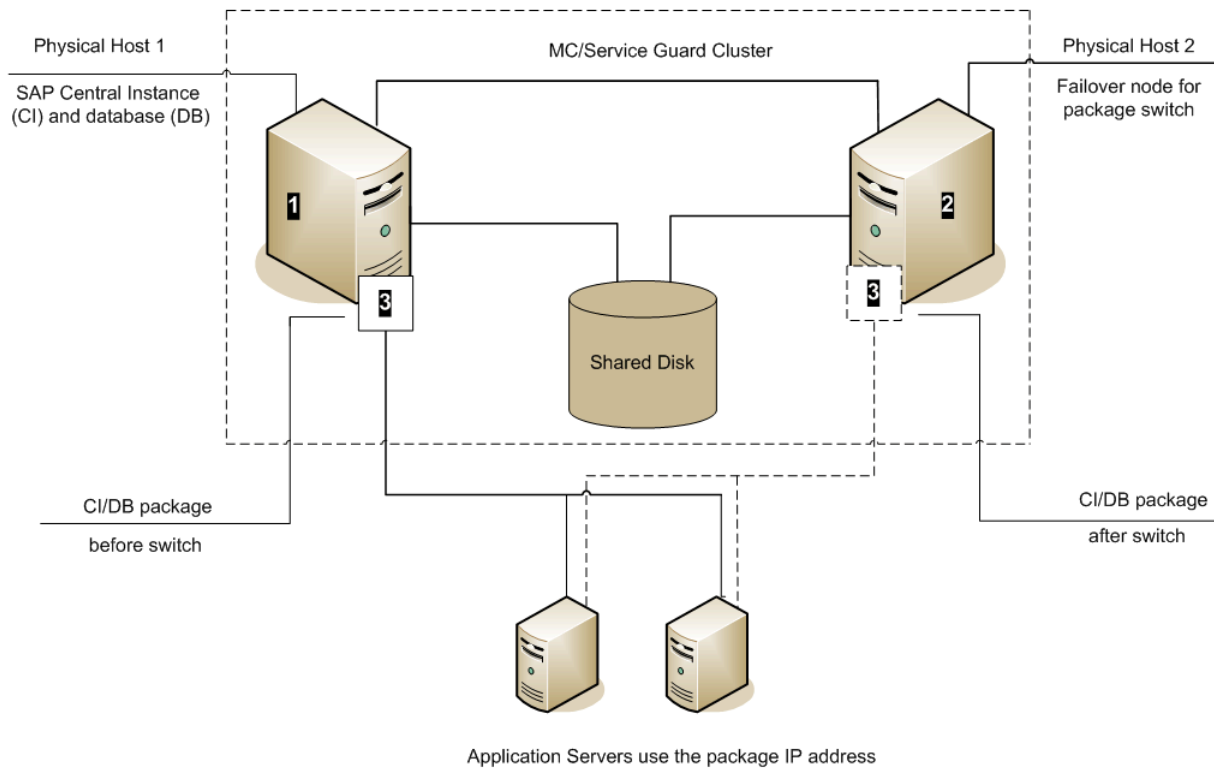 Physical Host 1
MC/Service Guard Cluster
Physical Host 2
SAP Central Instance
(CI) and database (DB)
Failover node for
package switch
1
2
3
3
Shared Disk
CI/DB package
before switch
CI/DB package
after switch
Application Servers use the package IP address